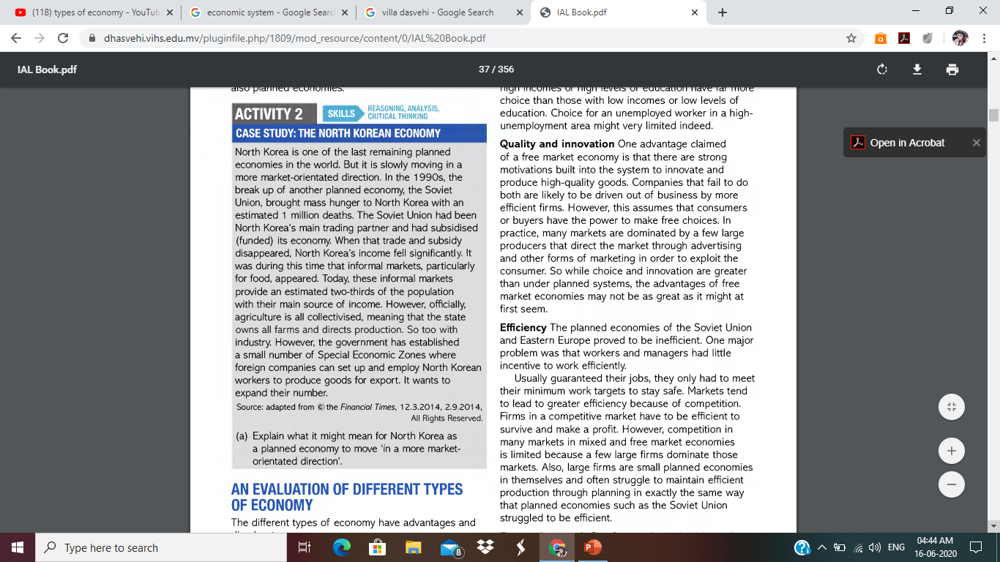 (118) types of economy - YouTub
economic system - Google Searc
villa dasvehi - Google Search
IAL Book.pdf
dhasvehi.vihs.edu.mv/pluginfile.php/1809/mod_resource/content/0/IAL%20Book.pdf
IAL Book.pdf
37 / 356
Open in Acrobat
also planned economies.
ACTIVITY 2
SKILLS
REASONING, ANALYSIS,
CRITICAL THINKING
CASE STUDY: THE NORTH KOREAN ECONOMY
North Korea is one of the last remaining planned
economies in the world. But it is slowly moving in a
more market-orientated direction. In the 1990s, the
break up of another planned economy, the Soviet
Union, brought mass hunger to North Korea with an
estimated 1 million deaths. The Soviet Union had been
North Korea's main trading partner and had subsidised
(funded) its economy. When that trade and subsidy
disappeared, North Korea's income fell significantly. It
was during this time that informal markets, particularly
for food, appeared. Today, these informal markets
provide an estimated two-thirds of the population
with their main source of income. However, officially,
agriculture is all collectivised, meaning that the state
owns all farms and directs production. So too with
industry. However, the government has established
a small number of Special Economic Zones where
foreign companies can set up and employ North Korean
workers to produce goods for export. It wants to
expand their number.
Source: adapted from © the Financial Times, 12.3.2014, 2.9.2014,
All Rights Reserved.
(a) Explain what it might mean for North Korea as
a planned economy to move 'in a more market-
orientated direction'.
AN EVALUATION OF DIFFERENT TYPES
OF ECONOMY
The different types of economy have advantages and
high incomes or high levels of education have far more
choice than those with low incomes or low levels of
education. Choice for an unemployed worker in a high-
unemployment area might very limited indeed.
Quality and innovation One advantage claimed
of a free market economy is that there are strong
motivations built into the system to innovate and
produce high-quality goods. Companies that fail to do
both are likely to be driven out of business by more
efficient firms. However, this assumes that consumers
or buyers have the power to make free choices. In
practice, many markets are dominated by a few large
producers that direct the market through advertising
and other forms of marketing in order to exploit the
consumer. So while choice and innovation are greater
than under planned systems, the advantages of free
market economies may not be as great as it might at
first seem.
Efficiency The planned economies of the Soviet Union
and Eastern Europe proved to be inefficient. One major
problem was that workers and managers had little
incentive to work efficiently.
Usually guaranteed their jobs, they only had to meet
their minimum work targets to stay safe. Markets tend
to lead to greater efficiency because of competition.
Firms in a competitive market have to be efficient to
survive and make a profit. However, competition in
many markets in mixed and free market economies
is limited because a few large firms dominate those
markets. Also, large firms are small planned economies
in themselves and often struggle to maintain efficient
production through planning in exactly the same way
that planned economies such as the Soviet Union
struggled to be efficient.
Type here to search
8
ENG
04:44 AM
16-06-2020